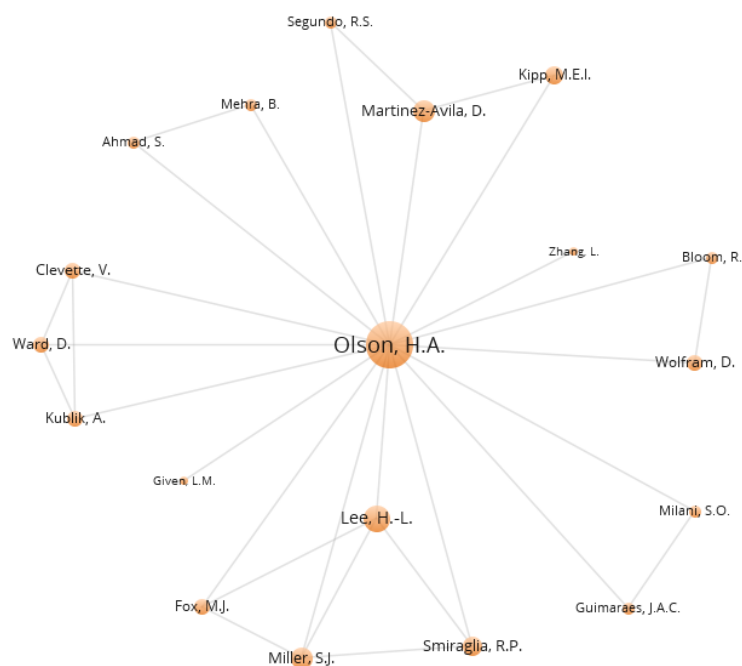 Segundo, R.S.
Kipp, M.E.I.
Mehra, B.
Martinez-Avila, D.
Ahmad, S.
Zhang, L.
Bloom, R.
Clevette, V.
Ward, D.
Olson, H.A.
Wolfram, D.
Kublik, A.
Given, L.M.
Lee, H.-L.
Milani, S.O.
Fox, M.J.
Guimaraes, J.A.C.
Smiraglia, R.P.
Miller, S.J.